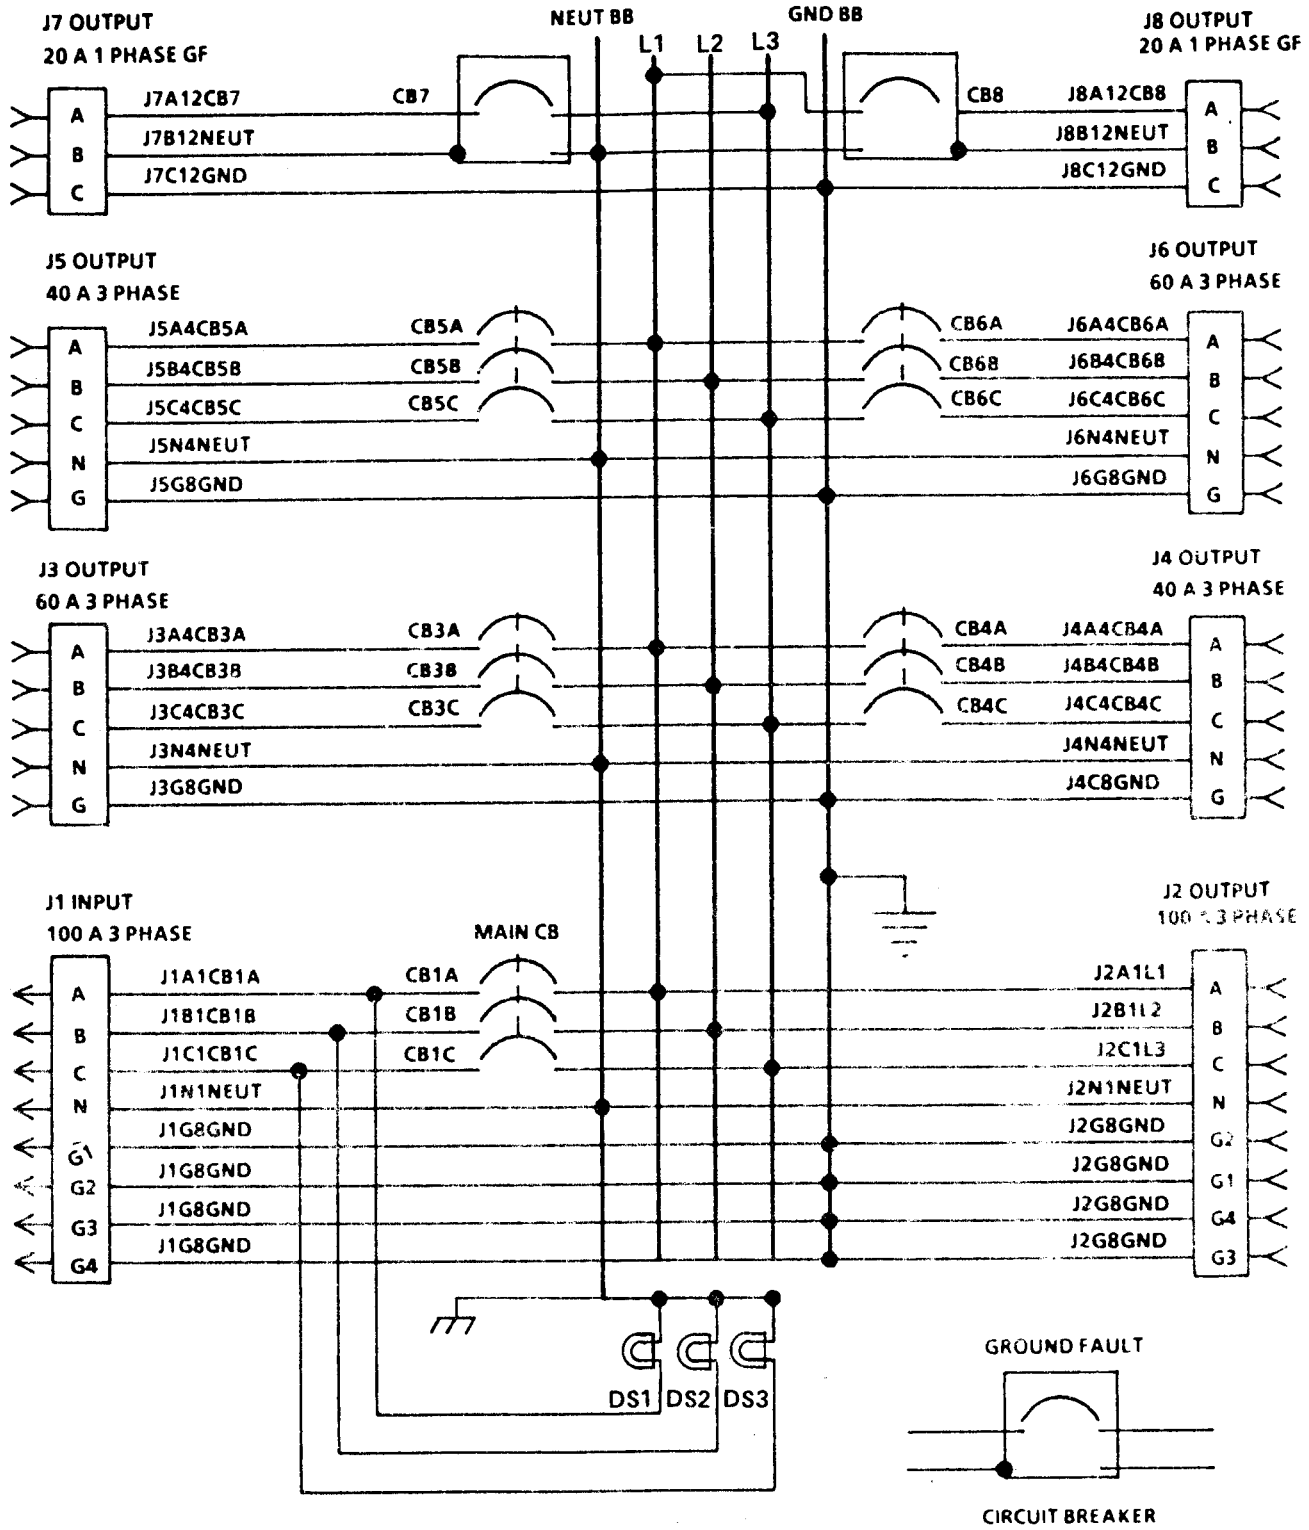 NEUT BB
GND BB
L1 L2 L3
J7 OUTPUT
20 A 1 PHASE GF
A
B
C
J7A12CB7
J7B12NEUT
J7C12GND
CB7
CB8
J8 OUTPUT
20 A 1 PHASE GF
J8A12CB8
J8B12NEUT
J8C12GND
A
B
C
J5 OUTPUT
40 A 3 PHASE
A
B
C
N
G
J5A4CB5A
J5B4CB5B
J5C4CB5C
J5N4NEUT
J5G8GND
CB5A
CB5B
CB5C
CB6A
CB6B
CB6C
J6 OUTPUT
60 A 3 PHASE
J6A4CB6A
J6B4CB6B
J6C4CB6C
J6N4NEUT
J6G8GND
A
B
C
N
G
J3 OUTPUT
60 A 3 PHASE
A
B
C
N
G
J3A4CB3A
J3B4CB3B
J3C4CB3C
J3N4NEUT
J3G8GND
CB3A
CB3B
CB3C
CB4A
CB4B
CB4C
J4 OUTPUT
40 A 3 PHASE
J4A4CB4A
J4B4CB4B
J4C4CB4C
J4N4NEUT
J4C8GND
A
B
C
N
G
J1 INPUT
100 A 3 PHASE
A
B
C
N
G1
G2
G3
G4
J1A1CB1A
J1B1CB1B
J1C1CB1C
J1N1NEUT
J1G8GND
J1G8GND
J1G8GND
J1G8GND
MAIN CB
CB1A
CB1B
CB1C
J2 OUTPUT
100 A 3 PHASE
J2A1L1
J2B1L2
J2C1L3
J2N1NEUT
J2G8GND
J2G8GND
J2G8GND
J2G8GND
A
B
C
N
G2
G1
G4
G3
DS1 DS2 DS3
GROUND FAULT
CIRCUIT BREAKER